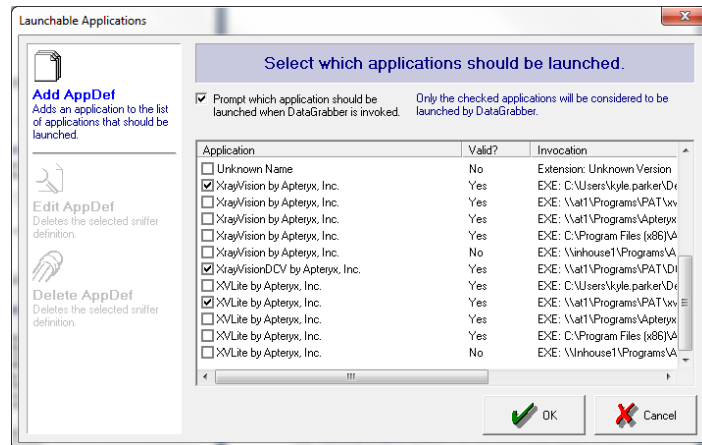 Launchable Applications
Add AppDef
Adds an application to the list
of applications that should be
launched.
Edit AppDef
Deletes the selected sniffer
definition.
Delete AppDef
Deletes the selected sniffer
definition.
Select which applications should be launched.
Prompt which application should be
launched when DataGrabber is invoked.
Only the checked applications will be considered to be
launched by DataGrabber.
Application Valid? Invocation
Unknown Name No Extension: Unknown Version
XrayVision by Apteryx, Inc. Yes EXE: C:\Users\kyle.parker\De
XrayVision by Apteryx, Inc. Yes EXE: \\at1\Programs\PAT\xv
XrayVision by Apteryx, Inc. Yes EXE: \\at1\Programs\Apteryx
XrayVision by Apteryx, Inc. Yes EXE: C:\Program Files (x86)\A
XrayVision by Apteryx, Inc. No EXE: \\inhouse1\Programs\A
XrayVisionDCV by Apteryx, Inc. Yes EXE: \\at1\Programs\PAT\D
XVLite by Apteryx, Inc. Yes EXE: C:\Users\kyle.parker\De
XVLite by Apteryx, Inc. Yes EXE: \\at1\Programs\PAT\xv
XVLite by Apteryx, Inc. Yes EXE: \\at1\Programs\Apteryx
XVLite by Apteryx, Inc. Yes EXE: C:\Program Files (x86)\A
XVLite by Apteryx, Inc. No EXE: \\Inhouse1\Programs\A
OK
Cancel